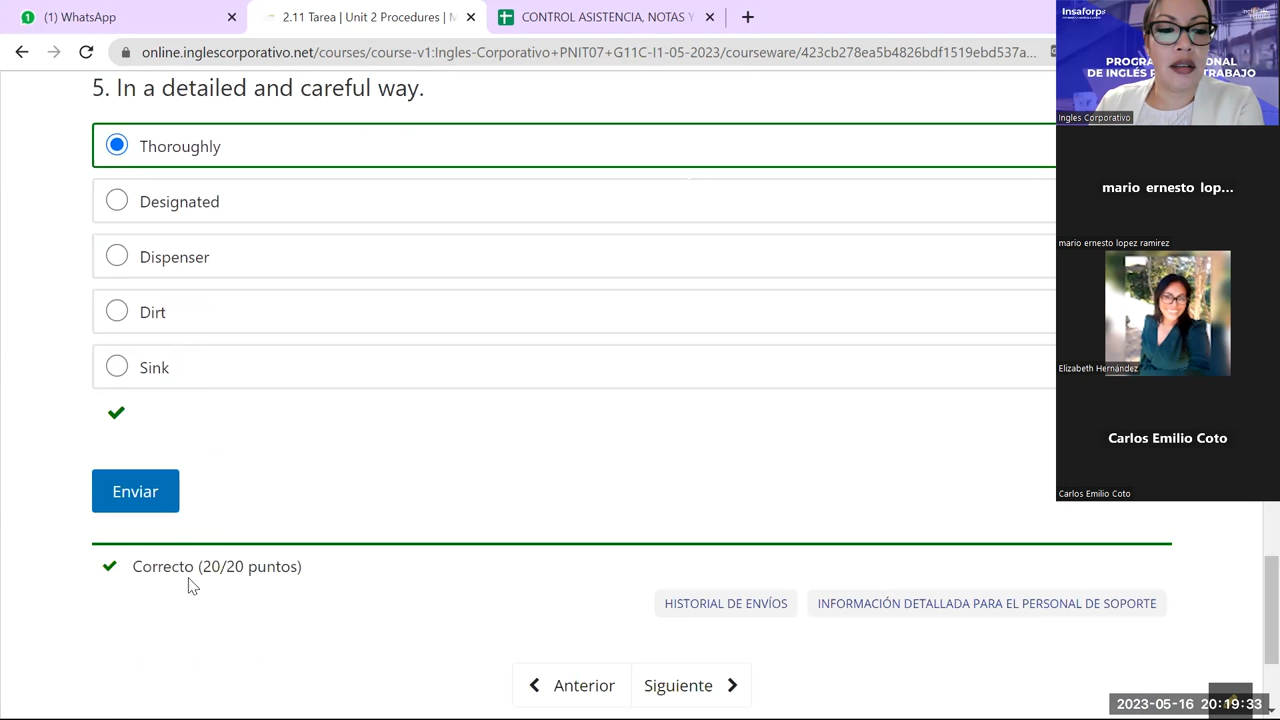 (1) WhatsApp
2.11 Tarea | Unit 2 Procedures |
CONTROL ASISTENCIA NOTAS Y
online.inglescorporativo.net/courses/course-v1:Ingles-Corporativo+PNIT07+G11C-I1-05-2023/courseware/423cb278ea5b4826bdf1519ebd537a...
5. In a detailed and careful way.
Thoroughly
Designated
Dispenser
Dirt
Sink
Enviar
Correcto (20/20 puntos)
HISTORIAL DE ENVÍOS
INFORMACIÓN DETALLADA PARA EL PERSONAL DE SOPORTE
Anterior
Siguiente
Insaforp
Ingles Corporativo
mario ernesto lop...
mario ernesto lopez ramirez
Elizabeth Hernández
Carlos Emilio Coto
Carlos Emilio Coto
2023-05-16 20:19:33